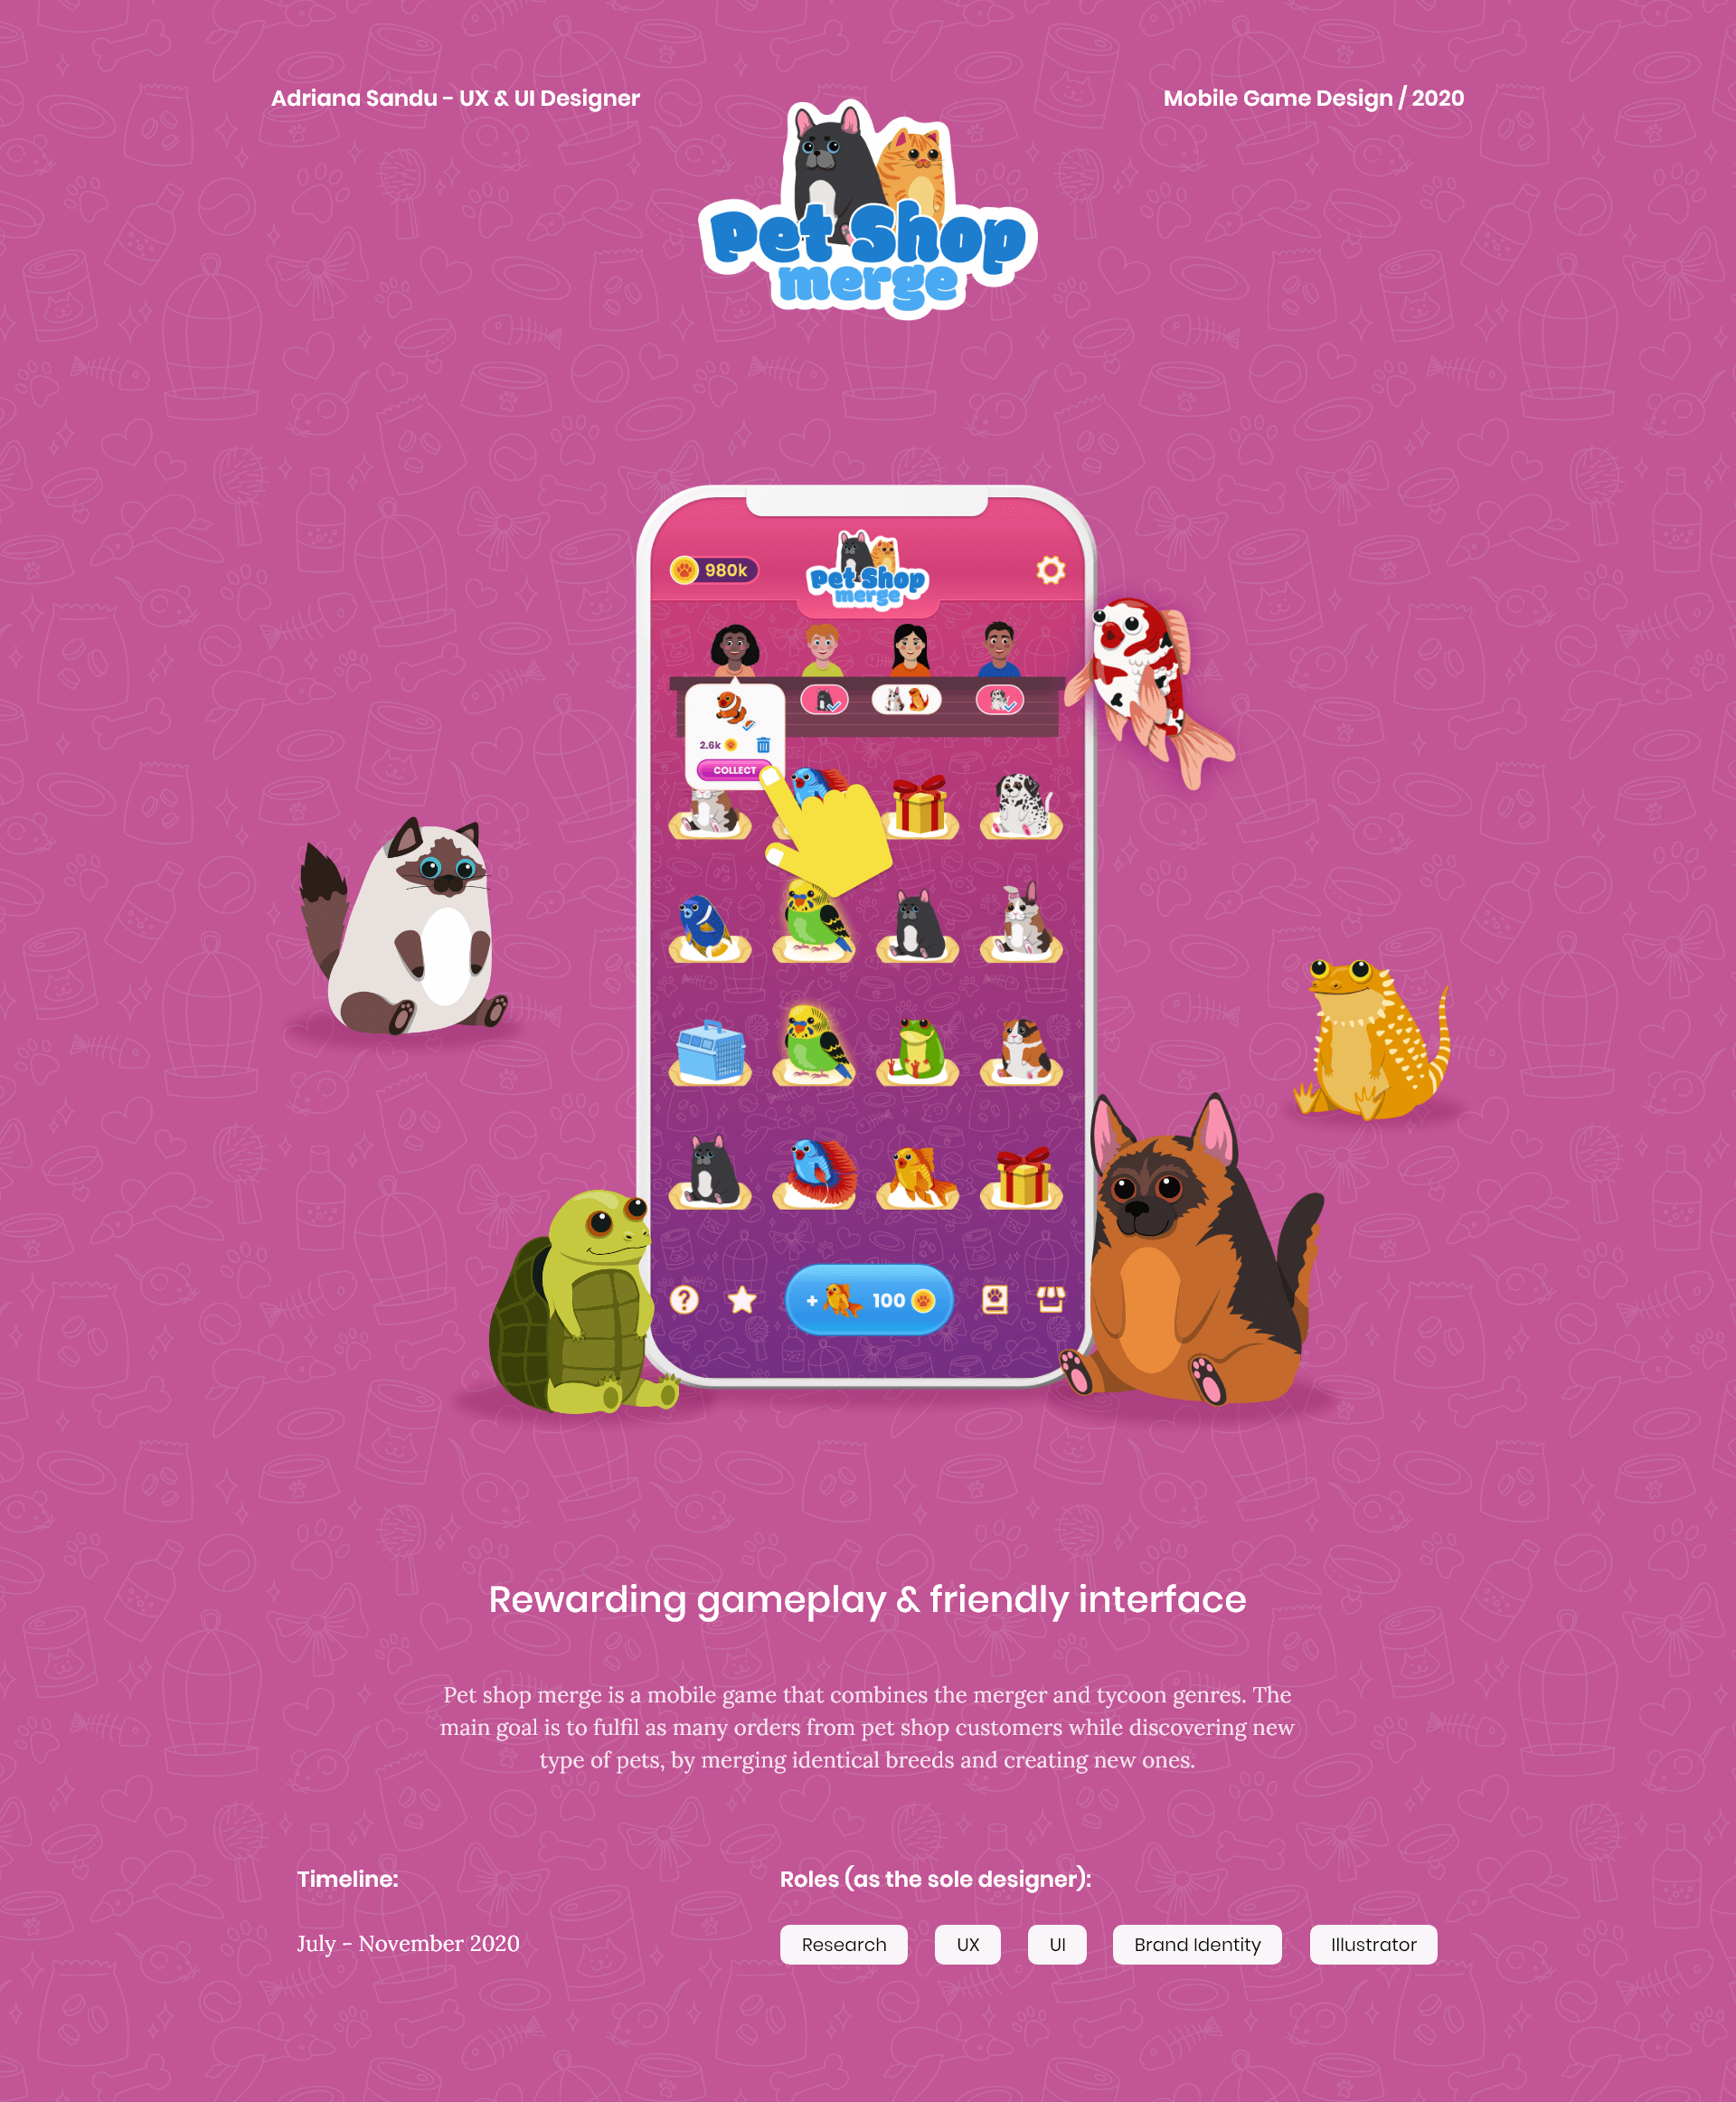 Adriana Sandu - UX & UI Designer
Mobile Game Design / 2020
Pet Shop
merge
980k
Pet Shop
merge
2.6k
COLLECT
?
+ 100
Rewarding gameplay & friendly interface
Pet shop merge is a mobile game that combines the merger and tycoon genres. The
main goal is to fulfil as many orders from pet shop customers while discovering new
type of pets, by merging identical breeds and creating new ones.
Timeline:
July - November 2020
Roles (as the sole designer):
Research
UX
UI
Brand Identity
Illustrator